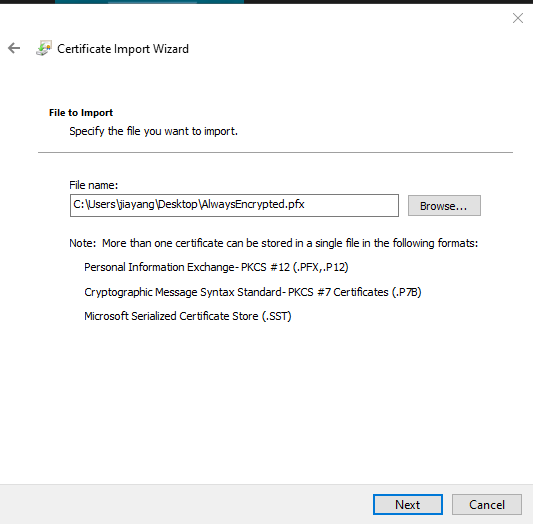 Certificate Import Wizard
File to Import
Specify the file you want to import.
File name:
C:\Users\jiayang\Desktop\AlwaysEncrypted.pfx
Browse...
Note: More than one certificate can be stored in a single file in the following formats:
Personal Information Exchange- PKCS #12 (.PFX,.P12)
Cryptographic Message Syntax Standard- PKCS #7 Certificates (.P7B)
Microsoft Serialized Certificate Store (.SST)
Next
Cancel